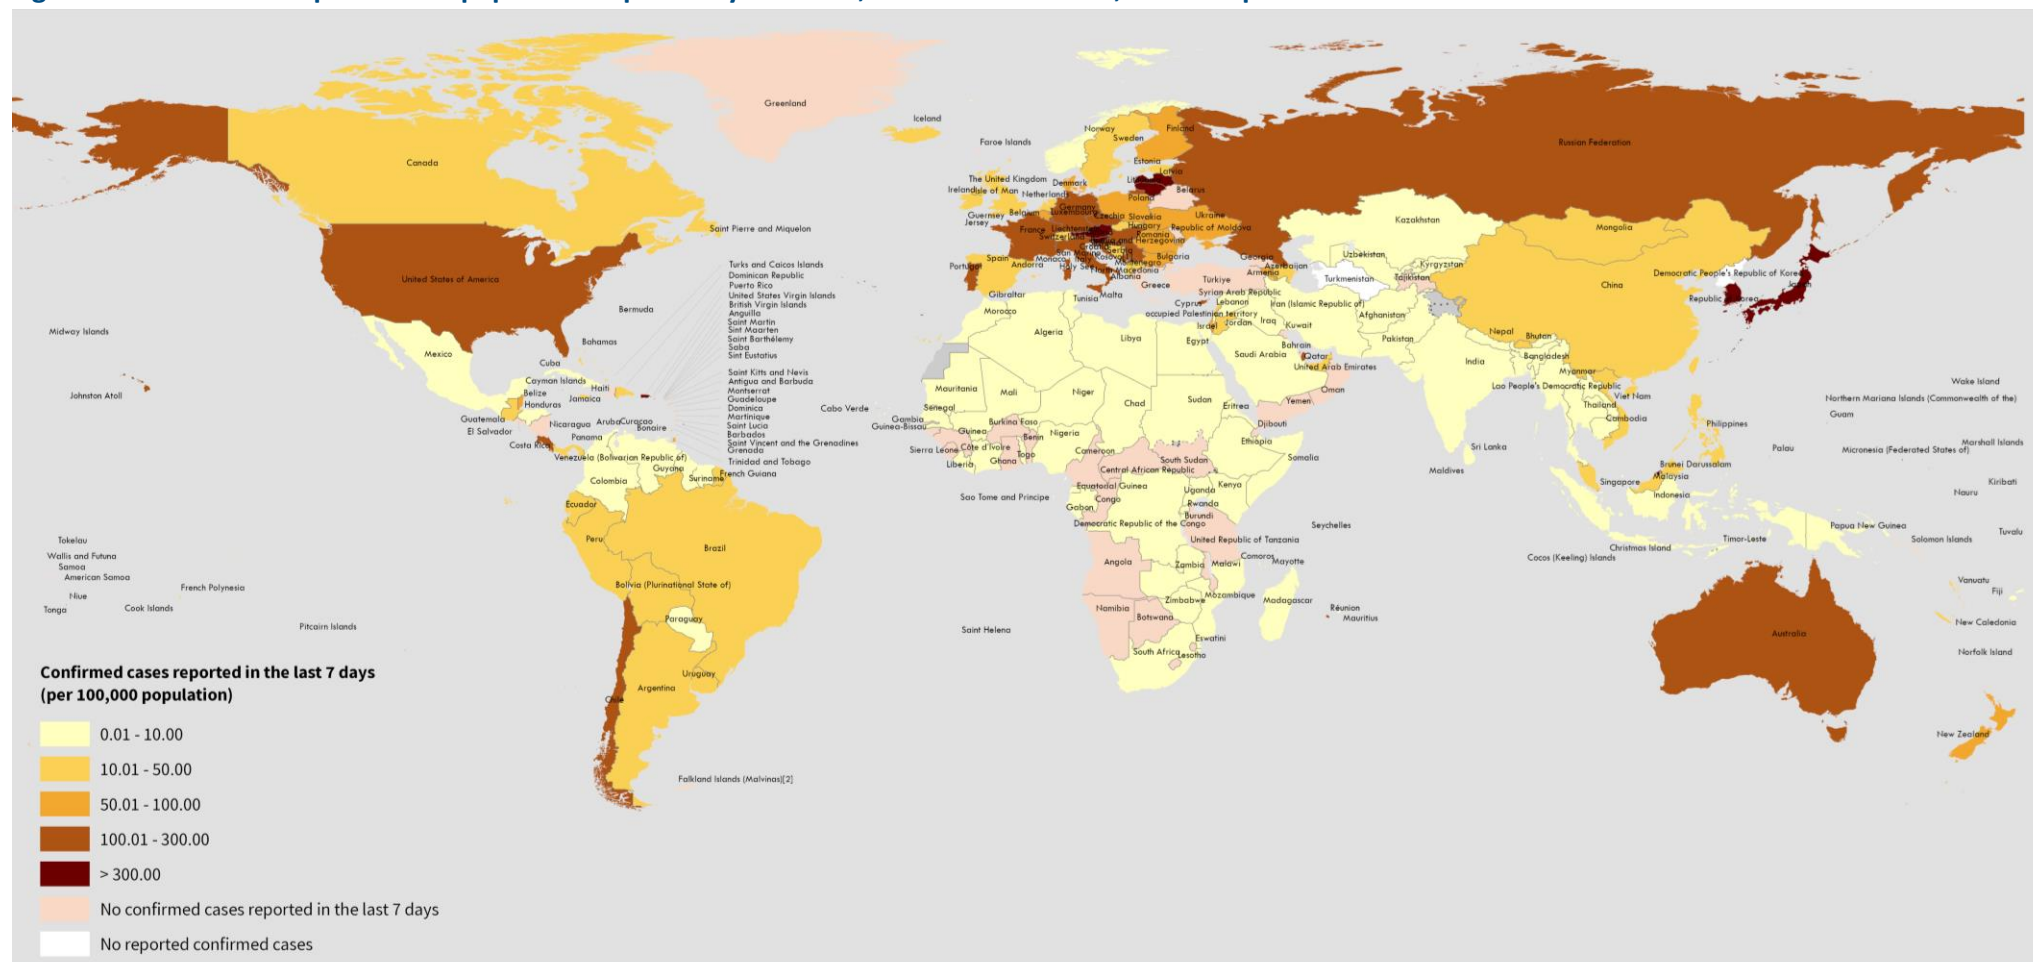 Greenland
Iceland
Faroe Islands
Norway
Sweden
Finland
Russian Federation
Canada
Estonia
Latvia
The United Kingdom
Denmark
Ireland
Isle of Man
Netherlands
Belarus
Poland
Germany
Guernsey
Belgium
Luxembourg
Czechia
Slovakia
Ukraine
Jersey
Kazakhstan
France
Liechtenstein
Hungary
Republic of Moldova
Mongolia
Saint Pierre and Miquelon
Switzerland
Romania
Spain
Andorra
Monaco
Bulgaria
Georgia
Uzbekistan
Portugal
Holy See
North Macedonia
Azerbaijan
Kyrgyzstan
Turks and Caicos Islands
Albania
Armenia
Democratic People's Republic of Korea
Dominican Republic
Greece
Türkiye
Turkmenistan
Tajikistan
United States of America
Puerto Rico
China
Japan
United States Virgin Islands
Gibraltar
Tunisia
Malta
Syrian Arab Republic
British Virgin Islands
Cyprus
Lebanon
Iran (Islamic Republic of)
Bermuda
Anguilla
Morocco
occupied Palestinian territory
Afghanistan
Saint Martin
Israel
Jordan
Iraq
Kuwait
Midway Islands
Sint Maarten
Algeria
Libya
Egypt
Pakistan
Nepal
Bhutan
Bahamas
Saint Barthélemy
Bahrain
Saba
Saudi Arabia
Qatar
India
Bangladesh
Mexico
Sint Eustatius
United Arab Emirates
Cuba
Myanmar
Saint Kitts and Nevis
Cayman Islands
Antigua and Barbuda
Mauritania
Mali
Niger
Oman
Lao People's Democratic Republic
Wake Island
Haiti
Montserrat
Belize
Jamaica
Guadeloupe
Chad
Sudan
Yemen
Viet Nam
Northern Mariana Islands (Commonwealth of the)
Johnston Atoll
Honduras
Dominica
Cabo Verde
Senegal
Eritrea
Thailand
Guam
Guatemala
Martinique
Gambia
Burkina Faso
Djibouti
Cambodia
Philippines
Nicaragua
Aruba
Curacao
Bonaire
Saint Lucia
Guinea-Bissau
Guinea
Benin
Nigeria
El Salvador
Barbados
Panama
Saint Vincent and the Grenadines
Ethiopia
Costa Rica
Grenada
Sierra Leone
Côte d'Ivoire
Togo
Cameroon
Somalia
Sri Lanka
Palau
Micronesia (Federated States of)
Marshall Islands
Venezuela (Bolivarian Republic of)
Trinidad and Tobago
Liberia
Ghana
South Sudan
Maldives
Brunei Darussalam
Guyana
French Guiana
Central African Republic
Malaysia
Colombia
Suriname
Equatorial Guinea
Uganda
Kenya
Singapore
Kiribati
Ecuador
Sao Tome and Principe
Congo
Indonesia
Nauru
Gabon
Rwanda
Burundi
Democratic Republic of the Congo
Seychelles
Papua New Guinea
Tuvalu
Tokelau
Peru
Brazil
United Republic of Tanzania
Christmas Island
Timor-Leste
Solomon Islands
Wallis and Futuna
Angola
Comoros
Cocos (Keeling) Islands
Samoa
Zambia
Malawi
Mayotte
American Samoa
Bolivia (Plurinational State of)
Vanuatu
French Polynesia
Fiji
Niue
Mozambique
Tonga
Cook Islands
Namibia
Zimbabwe
Madagascar
Réunion
Paraguay
Botswana
Mauritius
Pitcairn Islands
Saint Helena
New Caledonia
Australia
Eswatini
South Africa
Lesotho
Norfolk Island
Uruguay
Argentina
Chile
New Zealand
Falkland Islands (Malvinas)[2]
Confirmed cases reported in the last 7 days
(per 100,000 population)
0.01 - 10.00
10.01 - 50.00
50.01 - 100.00
100.01 - 300.00
> 300.00
No confirmed cases reported in the last 7 days
No reported confirmed cases